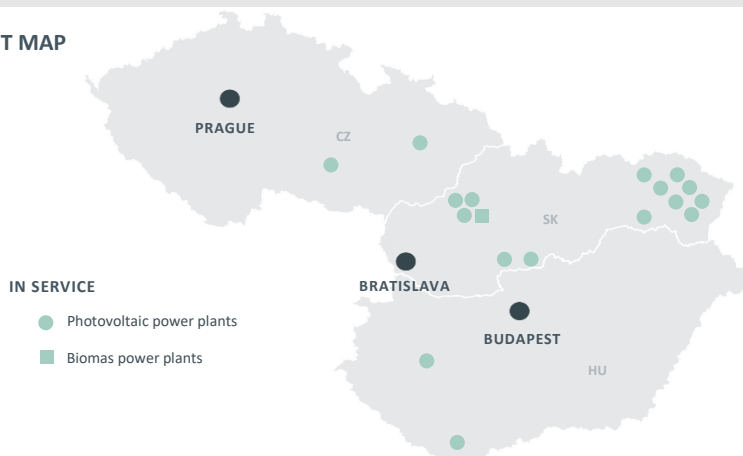 T MAP
PRAGUE
CZ
SK
BRATISLAVA
BUDAPEST
HU
IN SERVICE
Photovoltaic power plants
Biomas power plants